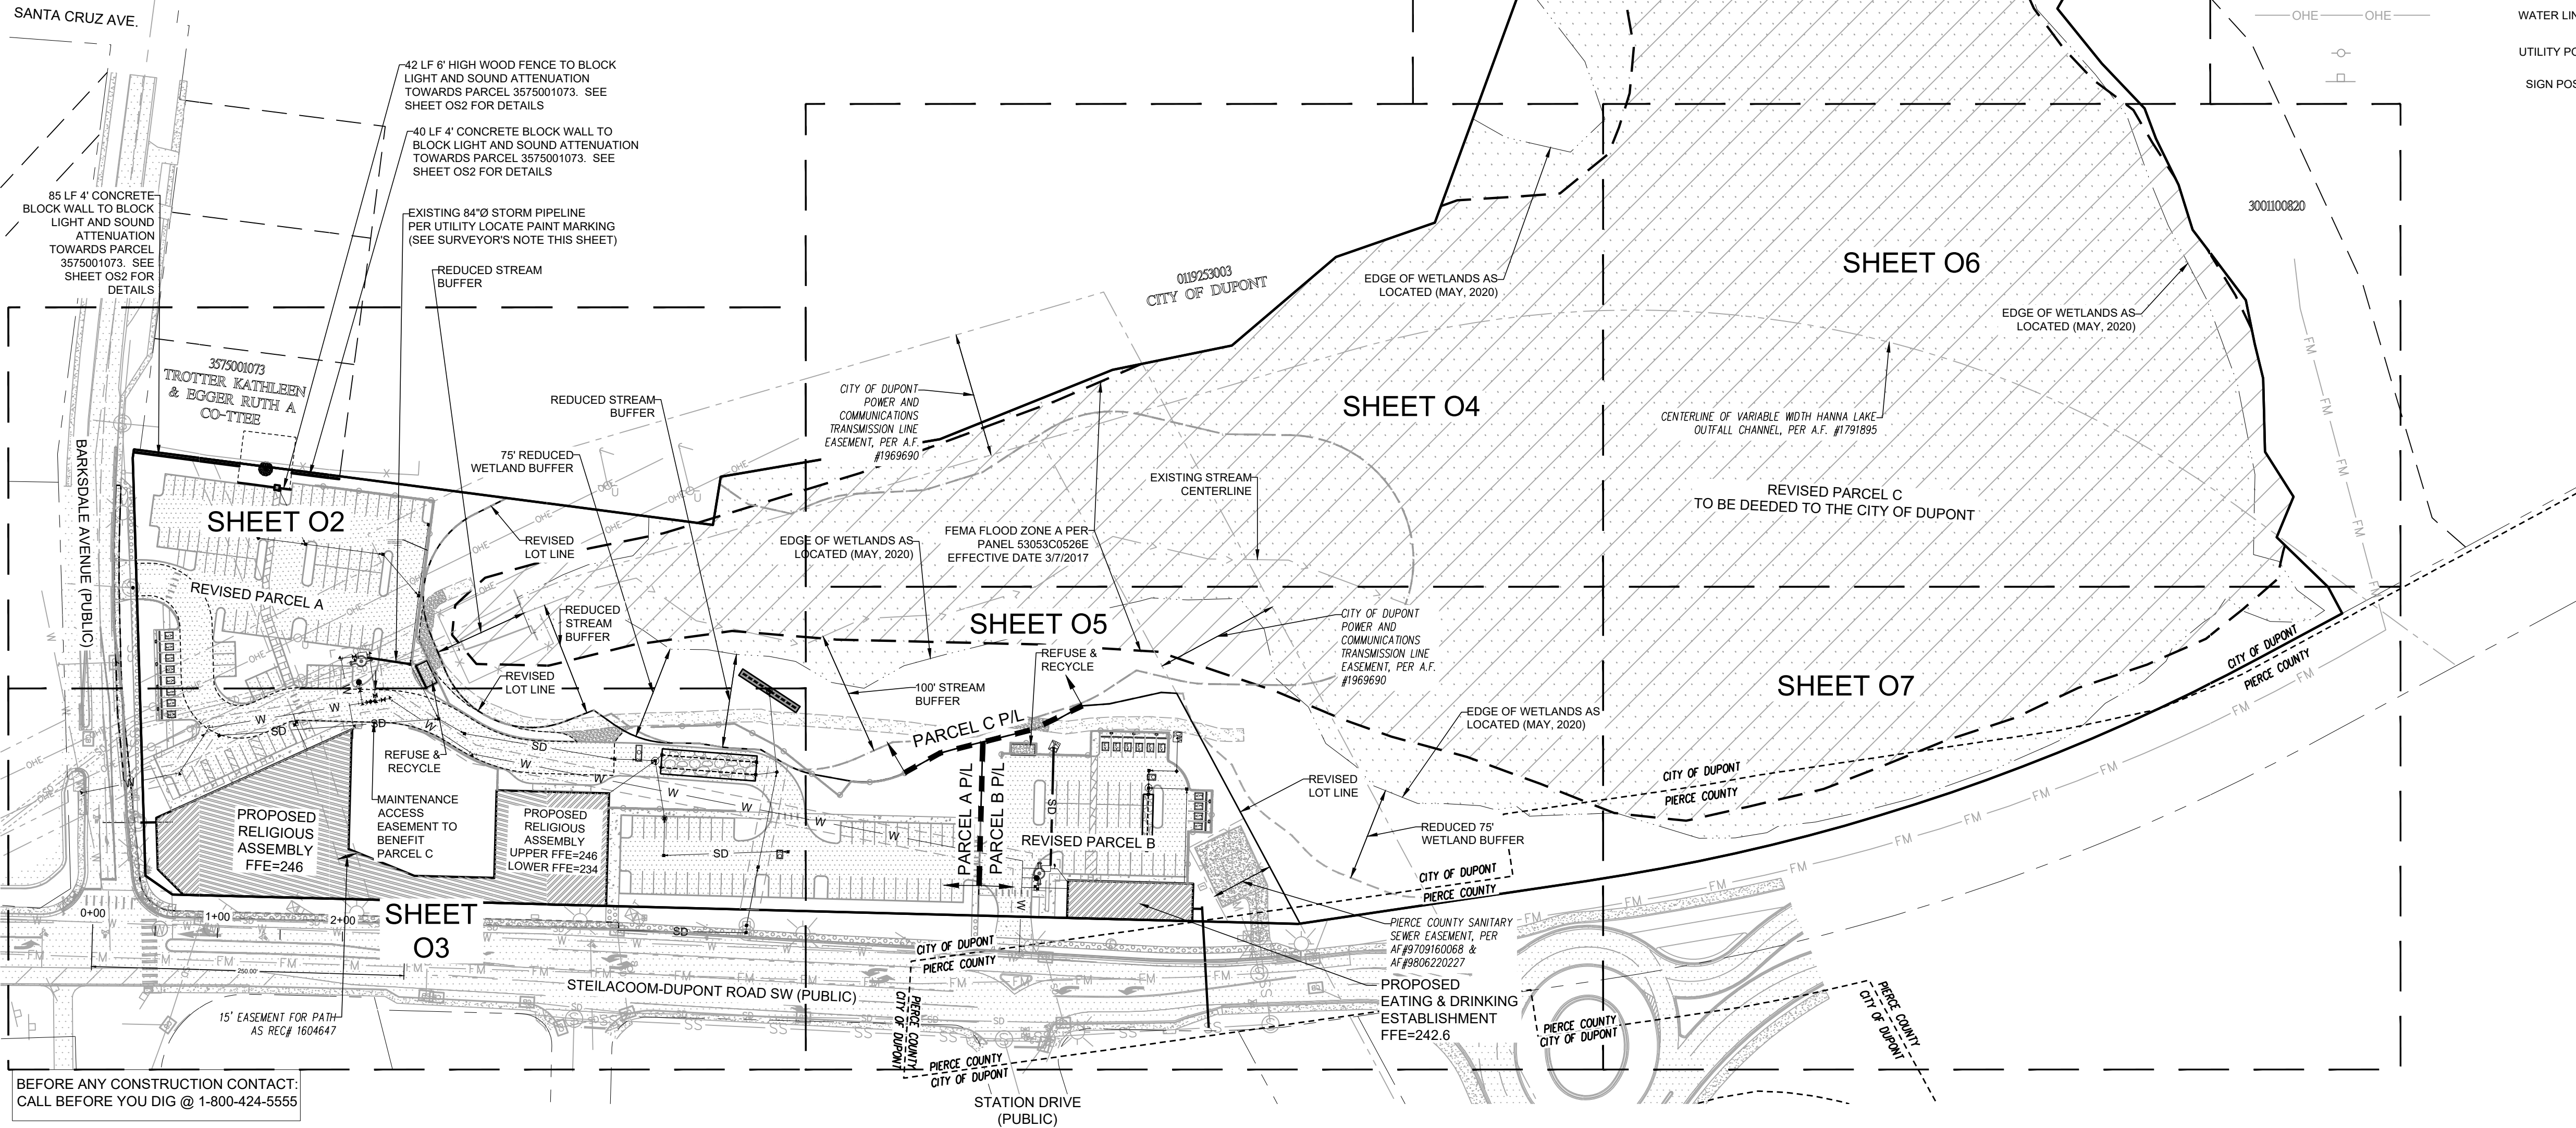 SANTA CRUZ AVE.
42 LF 6' HIGH WOOD FENCE TO BLOCK
LIGHT AND SOUND ATTENUATION
TOWARDS PARCEL 3575001073. SEE
SHEET OS2 FOR DETAILS
40 LF 4' CONCRETE BLOCK WALL TO
BLOCK LIGHT AND SOUND ATTENUATION
TOWARDS PARCEL 3575001073. SEE
SHEET OS2 FOR DETAILS
85 LF 4' CONCRETE
BLOCK WALL TO BLOCK
LIGHT AND SOUND
ATTENUATION
TOWARDS PARCEL
3575001073. SEE
SHEET OS2 FOR
DETAILS
EXISTING 84"Ø STORM PIPELINE
PER UTILITY LOCATE PAINT MARKING
(SEE SURVEYOR'S NOTE THIS SHEET)
REDUCED STREAM
BUFFER
3575001073
TROTTER KATHLEEN
& EGGER RUTH A
CO-TTEE
REDUCED STREAM
BUFFER
75' REDUCED
WETLAND BUFFER
CITY OF DUPONT
POWER AND
COMMUNICATIONS
TRANSMISSION LINE
EASEMENT, PER A.F.
#1969690
0119253003
CITY OF DUPONT
EDGE OF WETLANDS AS
LOCATED (MAY, 2020)
SHEET O4
SHEET O6
3001100820
OHE OHE
WATER LIN
UTILITY PO
SIGN POS
EDGE OF WETLANDS AS
LOCATED (MAY, 2020)
CENTERLINE OF VARIABLE WIDTH HANNA LAKE
OUTFALL CHANNEL, PER A.F. #1791895
REVISED PARCEL C
TO BE DEEDED TO THE CITY OF DUPONT
EXISTING STREAM
CENTERLINE
FEMA FLOOD ZONE A PER
PANEL 53053C0526E
EFFECTIVE DATE 3/7/2017
EDGE OF WETLANDS AS
LOCATED (MAY, 2020)
SHEET O2
REVISED
LOT LINE
REVISED PARCEL A
BARKSDALE AVENUE (PUBLIC)
REDUCED
STREAM
BUFFER
SHEET O5
REFUSE &
RECYCLE
CITY OF DUPONT
POWER AND
COMMUNICATIONS
TRANSMISSION LINE
EASEMENT, PER A.F.
#1969690
REVISED
LOT LINE
100' STREAM
BUFFER
PARCEL C P/L
SHEET O7
CITY OF DUPONT
PIERCE COUNTY
EDGE OF WETLANDS AS
LOCATED (MAY, 2020)
REFUSE &
RECYCLE
MAINTENANCE
ACCESS
EASEMENT TO
BENEFIT
PARCEL C
PROPOSED
RELIGIOUS
ASSEMBLY
FFE=246
PROPOSED
RELIGIOUS
ASSEMBLY
UPPER FFE=246
LOWER FFE=234
PARCEL A P/L
PARCEL B P/L
REVISED PARCEL B
REVISED
LOT LINE
REDUCED 75'
WETLAND BUFFER
CITY OF DUPONT
PIERCE COUNTY
CITY OF DUPONT
PIERCE COUNTY
0+00
1+00
2+00
250.00'
SHEET
O3
STEILACOOM-DUPONT ROAD SW (PUBLIC)
15' EASEMENT FOR PATH
AS REC# 1604647
CITY OF DUPONT
PIERCE COUNTY
PIERCE COUNTY
CITY OF DUPONT
PIERCE COUNTY
CITY OF DUPONT
PIERCE COUNTY SANITARY
SEWER EASEMENT, PER
AF#9709160068 &
AF#9806220227
PROPOSED
EATING & DRINKING
ESTABLISHMENT
FFE=242.6
PIERCE COUNTY
CITY OF DUPONT
PIERCE COUNTY
CITY OF DUPONT
STATION DRIVE
(PUBLIC)
BEFORE ANY CONSTRUCTION CONTACT:
CALL BEFORE YOU DIG @ 1-800-424-5555